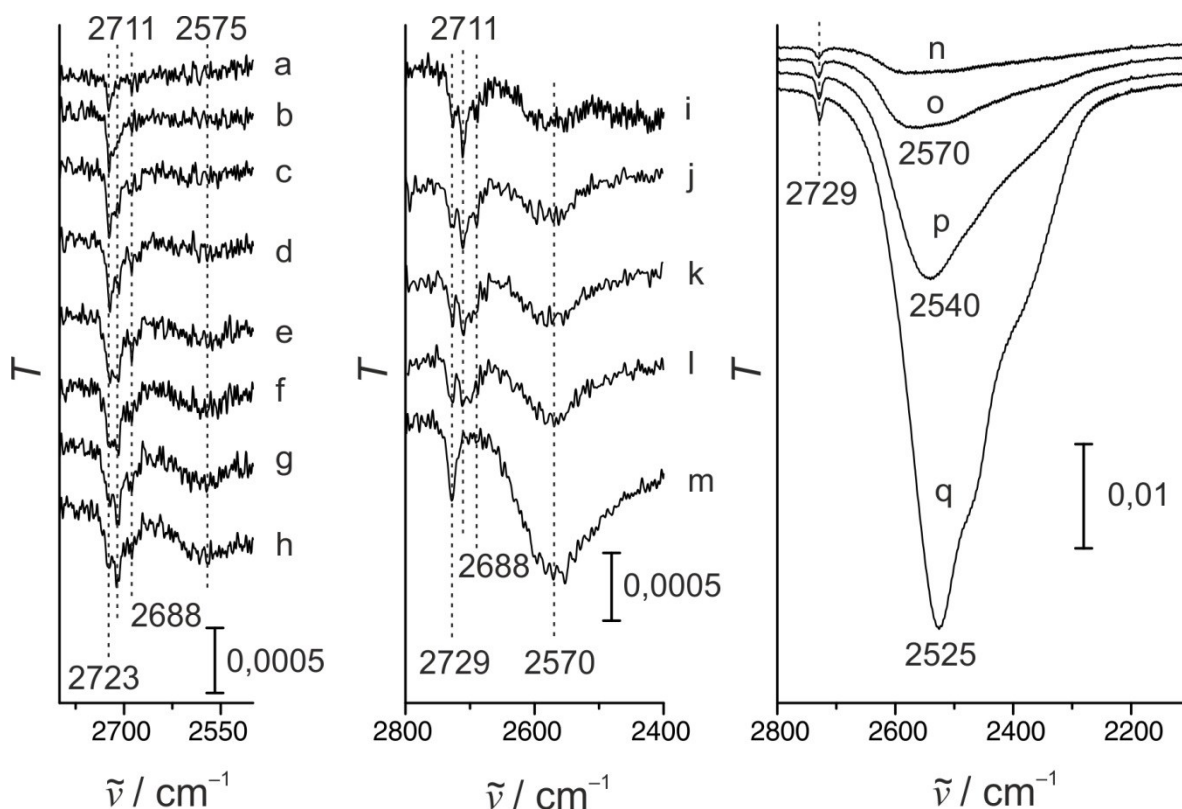 2711 2575
a
b
c
d
e
f
g
h
2688
2723
0,0005
T
2700 2550
ṽ / cm⁻¹
2711
i
j
k
l
m
2688
0,0005
2729 2570
T
2800 2600 2400
ṽ / cm⁻¹
n
o
2570
2729
p
2540
q
0,01
2525
T
2800 2600 2400 2200
ṽ / cm⁻¹